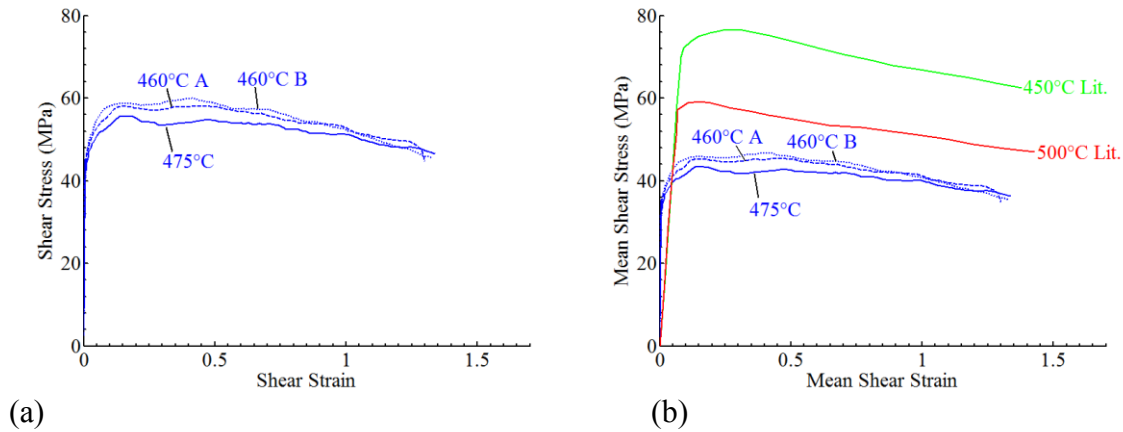 80
60
40
20
0
Shear Stress (MPa)
460°C A
460°C B
475°C
0
0.5
1
1.5
Shear Strain
(a)
80
60
40
20
0
Mean Shear Stress (MPa)
450°C Lit.
500°C Lit.
460°C A
460°C B
475°C
0
0.5
1
1.5
Mean Shear Strain
(b)